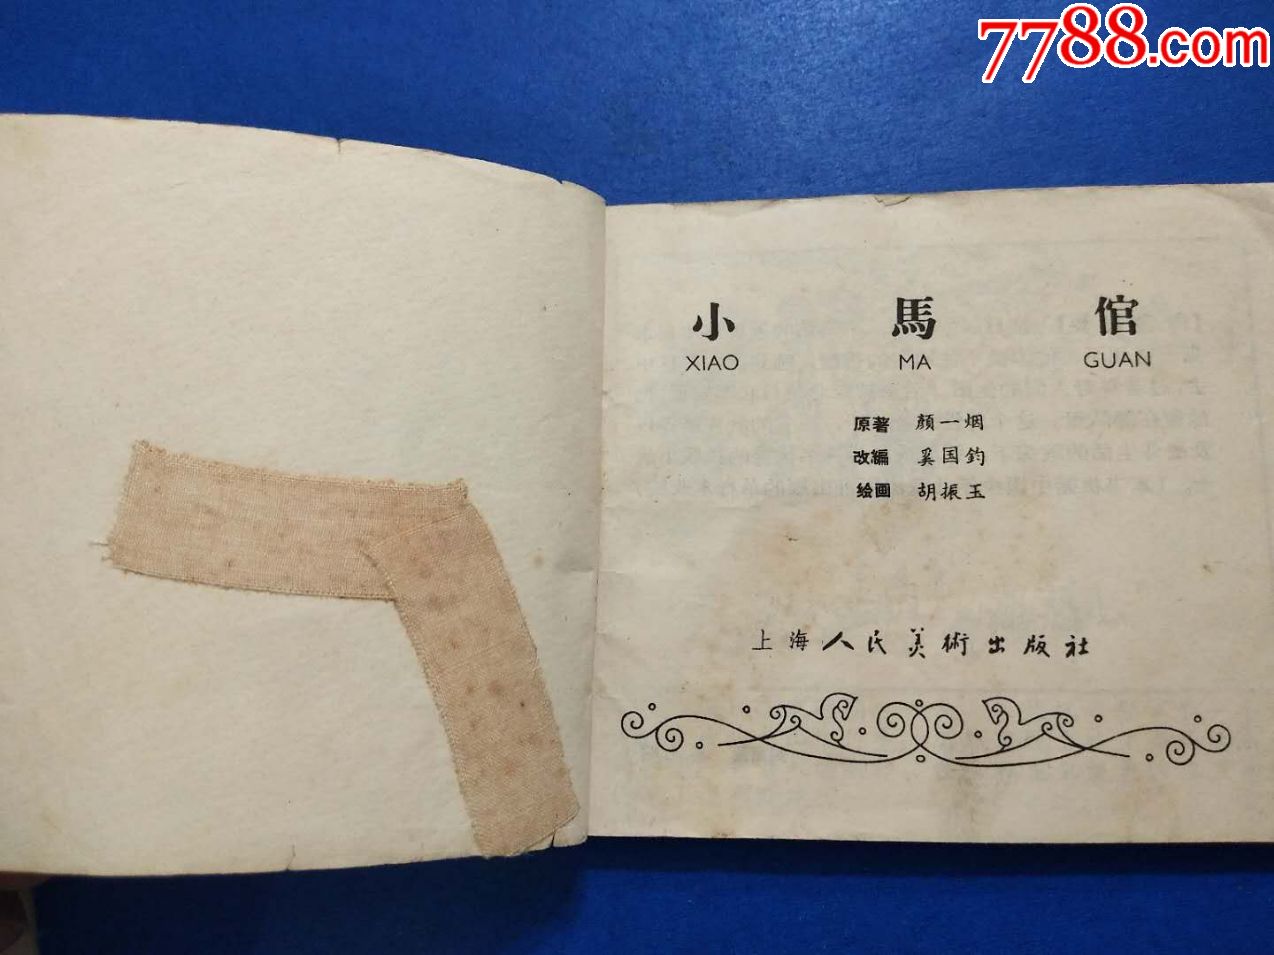 7788.com
小 馬 倌
XIAO MA GUAN
原著 颜一烟
改編 奚国钧
绘画 胡振玉
上海人民美術出版社